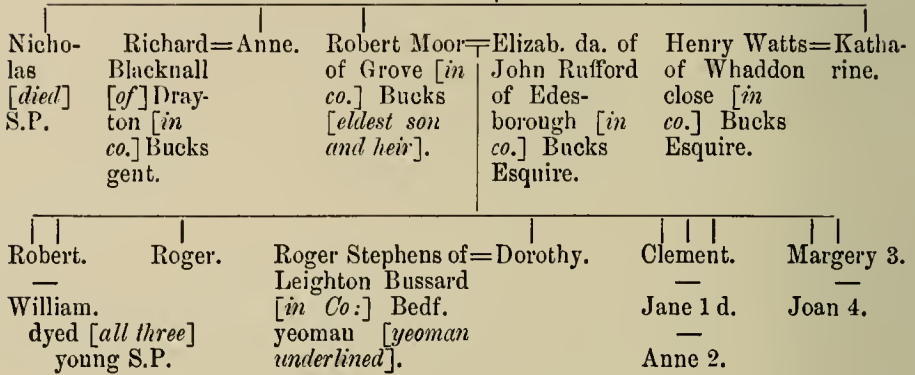 Nicho-
las
[died]
S.P.
Richard=Anne.
Blacknall
[of] Dray-
ton [in
co.] Bucks
gent.
Robert Moor=Elizab. da. of
of Grove [in
co.] Bucks
[eldest son
and heir].
John Rufford
of Edes-
borough [in
co.] Bucks
Esquire.
Henry Watts=Katha-
of Whaddon rine.
close [in
co.] Bucks
Esquire.
Robert.
—
William.
dyed [all three]
young S.P.
Roger.
Roger Stephens of=Dorothy.
Leighton Bussard
[in Co:] Bedf.
yeoman [yeoman
underlined].
Clement.
—
Jane 1 d.
—
Anne 2.
Margery 3.
—
Joan 4.